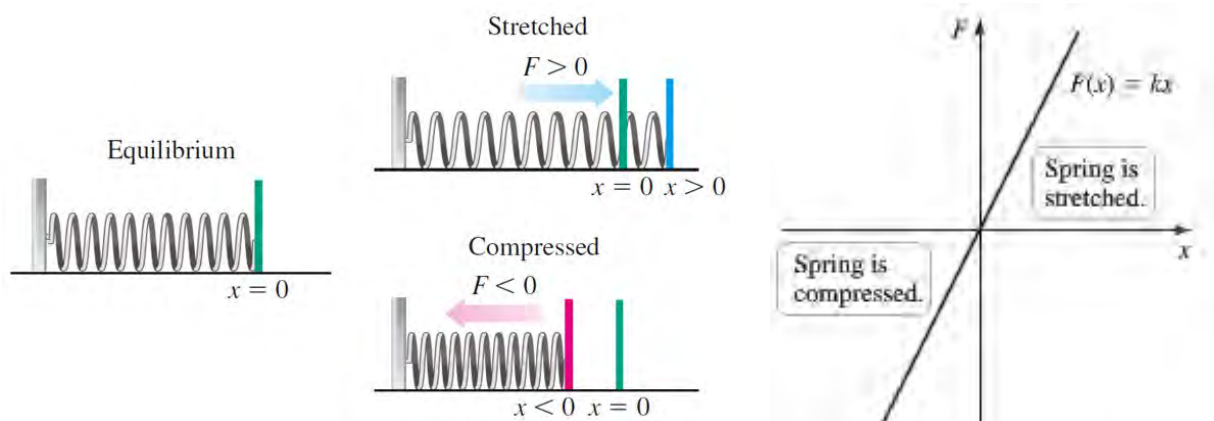 Equilibrium
x = 0
Stretched
F > 0
x = 0 x > 0
Compressed
F < 0
x < 0 x = 0
F
F(x) = kx
Spring is
stretched.
x
Spring is
compressed.